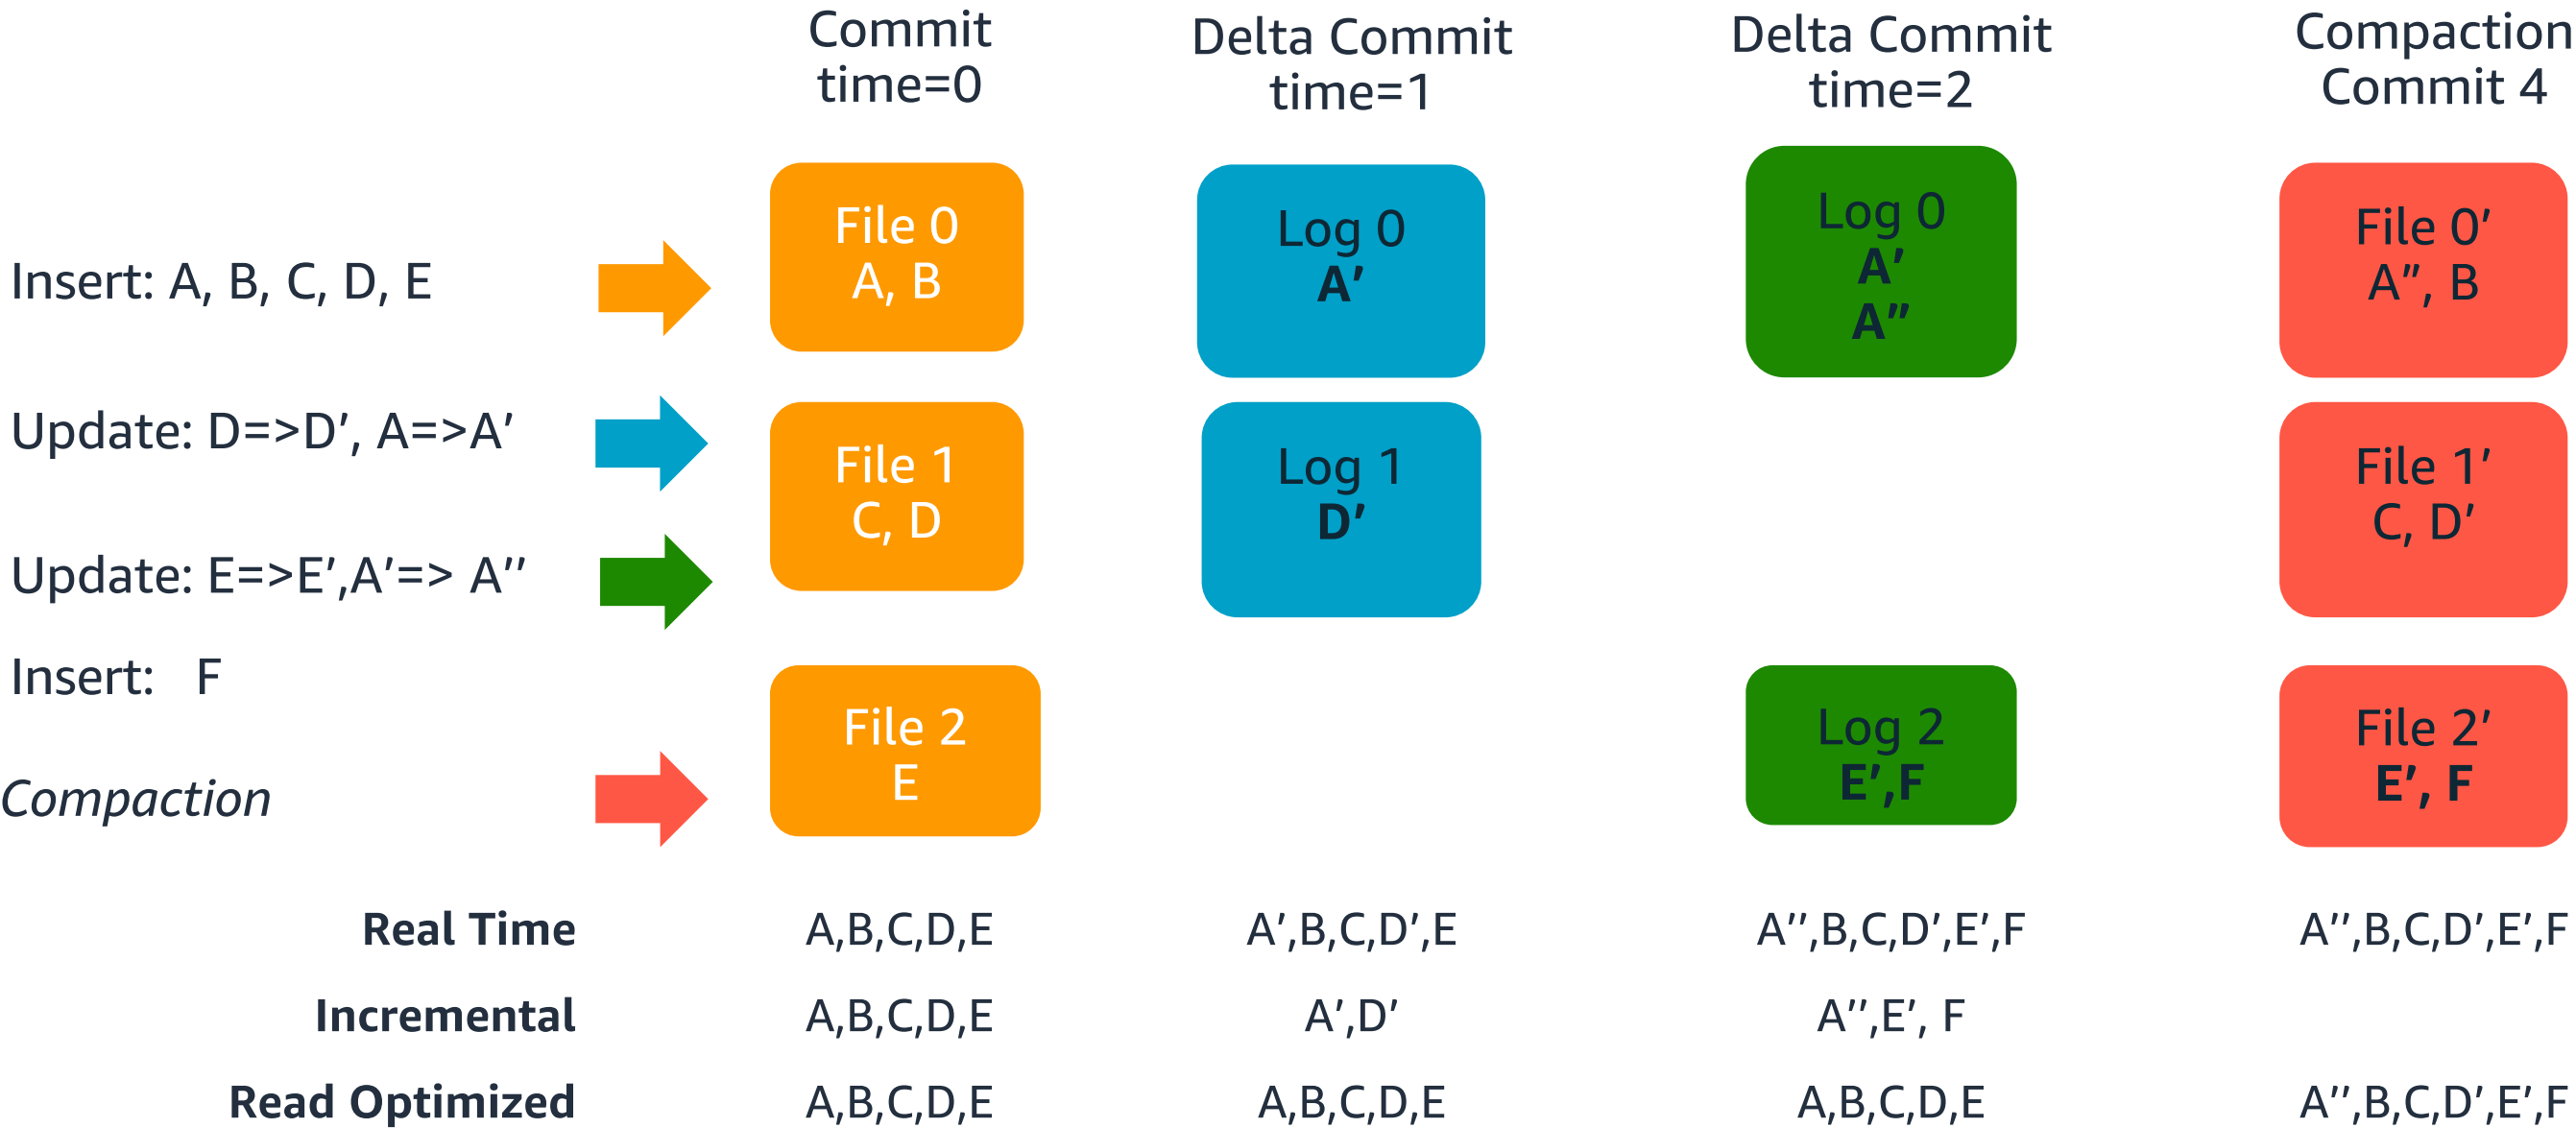 Commit
time=0
Delta Commit
time=1
Delta Commit
time=2
Compaction
Commit 4
Insert: A, B, C, D, E
File 0
A, B
Log 0
A′
Log 0
A′
A″
File 0′
A″, B
Update: D=>D′, A=>A′
File 1
C, D
Log 1
D′
File 1′
C, D′
Update: E=>E′,A′=> A′′
Insert: F
File 2
E
Log 2
E′,F
File 2′
E′, F
Compaction
Real Time A,B,C,D,E A′,B,C,D′,E A′′,B,C,D′,E′,F A′′,B,C,D′,E′,F
Incremental A,B,C,D,E A′,D′ A′′,E′, F
Read Optimized A,B,C,D,E A,B,C,D,E A,B,C,D,E A′′,B,C,D′,E′,F